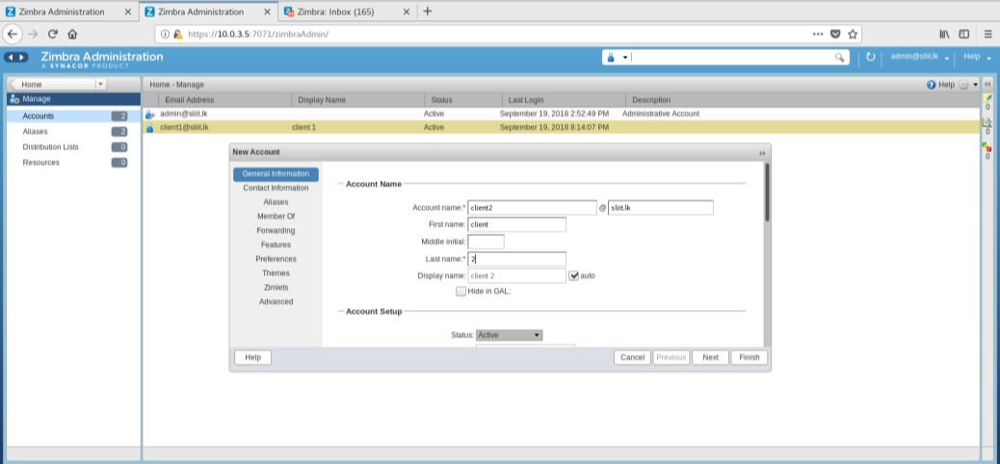 Zimbra Administration × Zimbra Administration × Zimbra: Inbox (165) × +
https://10.0.3.5:7071/zimbraAdmin/
Zimbra Administration
A SYNACOR PRODUCT
admin@sliit.lk Help
Home Home - Manage Help
Manage Email Address Display Name Status Last Login Description
admin@sliit.lk Active September 19, 2018 2:52:49 PM Administrative Account
Accounts 2
client1@sliit.lk client 1 Active September 19, 2018 8:14:07 PM
Aliases 2
Distribution Lists 0
Resources 0
0
0
0
New Account
General Information
Contact Information
Aliases
Member Of
Forwarding
Features
Preferences
Themes
Zimlets
Advanced
Account Name
Account name:* client2 @ sliit.lk
First name: client
Middle initial:
Last name:* 2
Display name: client 2 auto
Hide in GAL:
Account Setup
Status: Active
Help Cancel Previous Next Finish